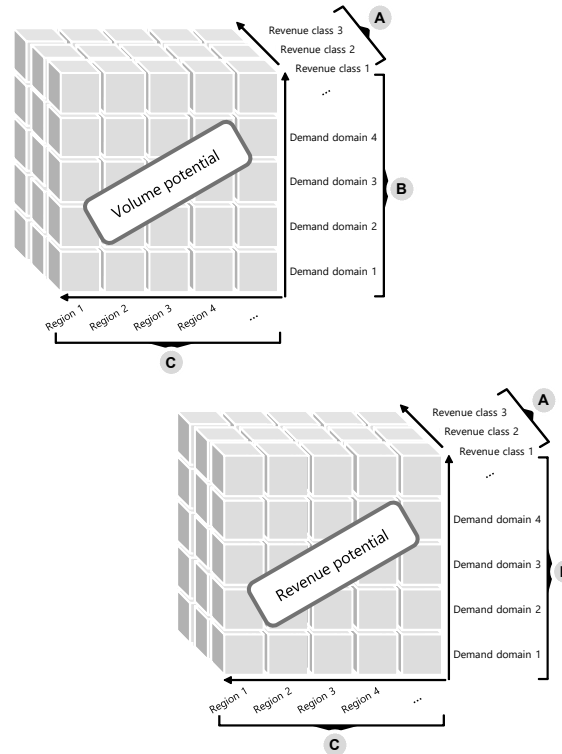 A
Revenue class 3
Revenue class 2
Revenue class 1
...
Demand domain 4
Demand domain 3
B
Demand domain 2
Demand domain 1
Volume potential
Region 1
Region 2
Region 3
Region 4
...
C
A
Revenue class 3
Revenue class 2
Revenue class 1
...
Demand domain 4
Demand domain 3
Demand domain 2
Demand domain 1
Revenue potential
Region 1
Region 2
Region 3
Region 4
...
C